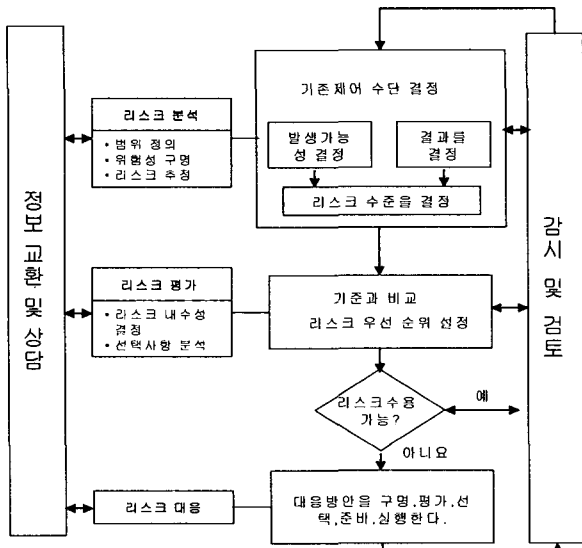 기존제어 수단 결정
리스크 분석
• 범위 정의
• 위험성 구명
• 리스크 추정
발생가능
성 결정
결과를
결정
리스크 수준을 결정
정보 교환 및 상담
감시 및 검토
리스크 평가
• 리스크 내수성
결정
• 선택사항 분석
기준과 비교
리스크 우선 순위 선정
리스크수용
가능?
예
아니요
리스크 대응
대응방안을 구명,평가,선
택,준비,실행한다.